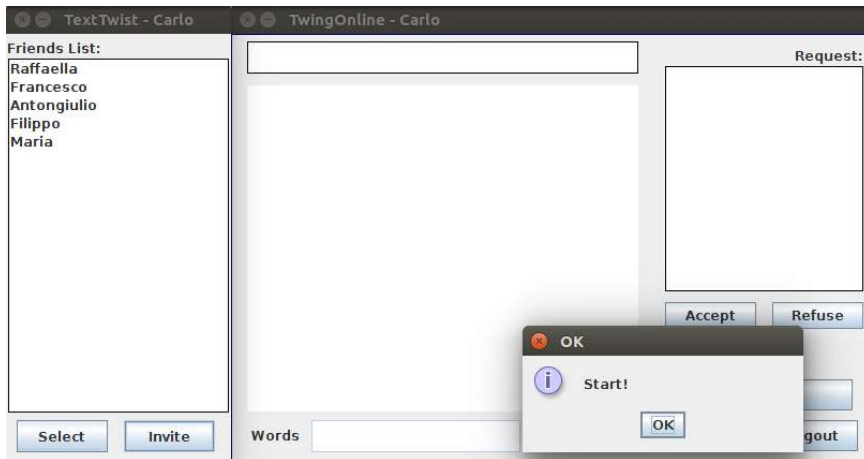 TextTwist - Carlo
Friends List:
Raffaella
Francesco
Antongiulio
Filippo
Maria
Select Invite
TwingOnline - Carlo
Request:
Accept Refuse
OK
Start!
OK
Words
gout